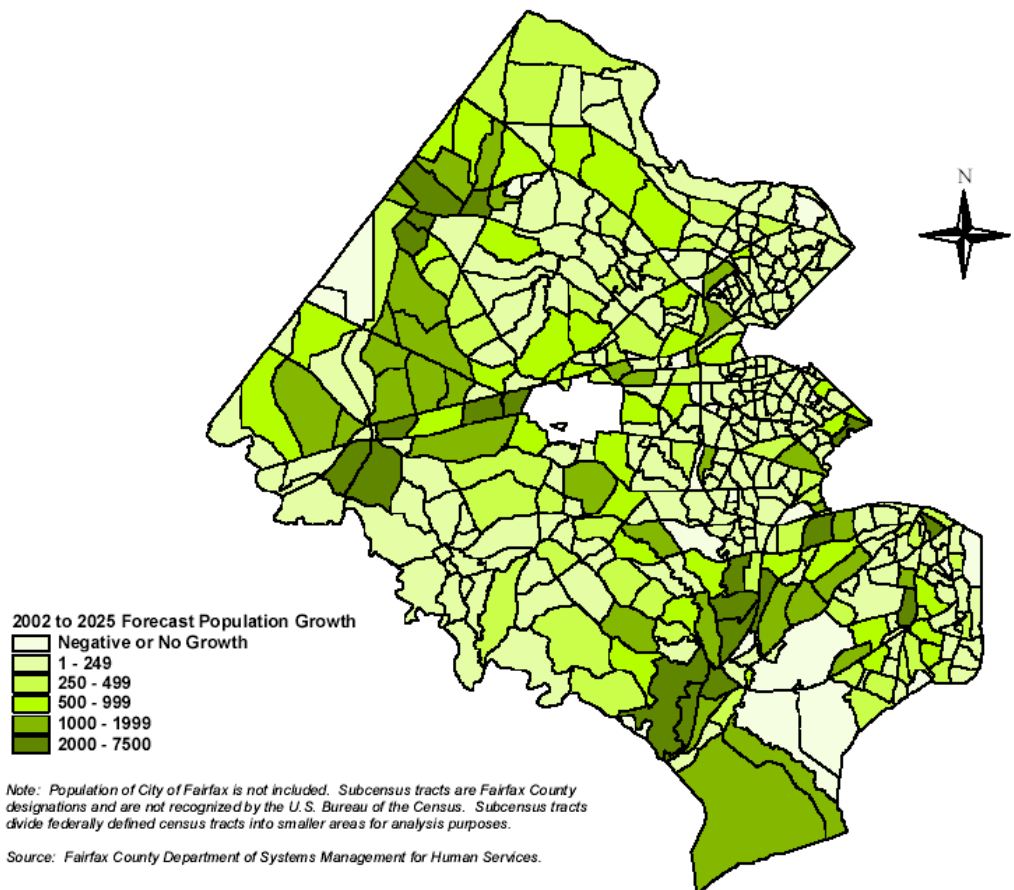 N
2002 to 2025 Forecast Population Growth
Negative or No Growth
1 - 249
250 - 499
500 - 999
1000 - 1999
2000 - 7500
Note: Population of City of Fairfax is not included. Subcensus tracts are Fairfax County
designations and are not recognized by the U.S. Bureau of the Census. Subcensus tracts
divide federally defined census tracts into smaller areas for analysis purposes.
Source: Fairfax County Department of Systems Management for Human Services.